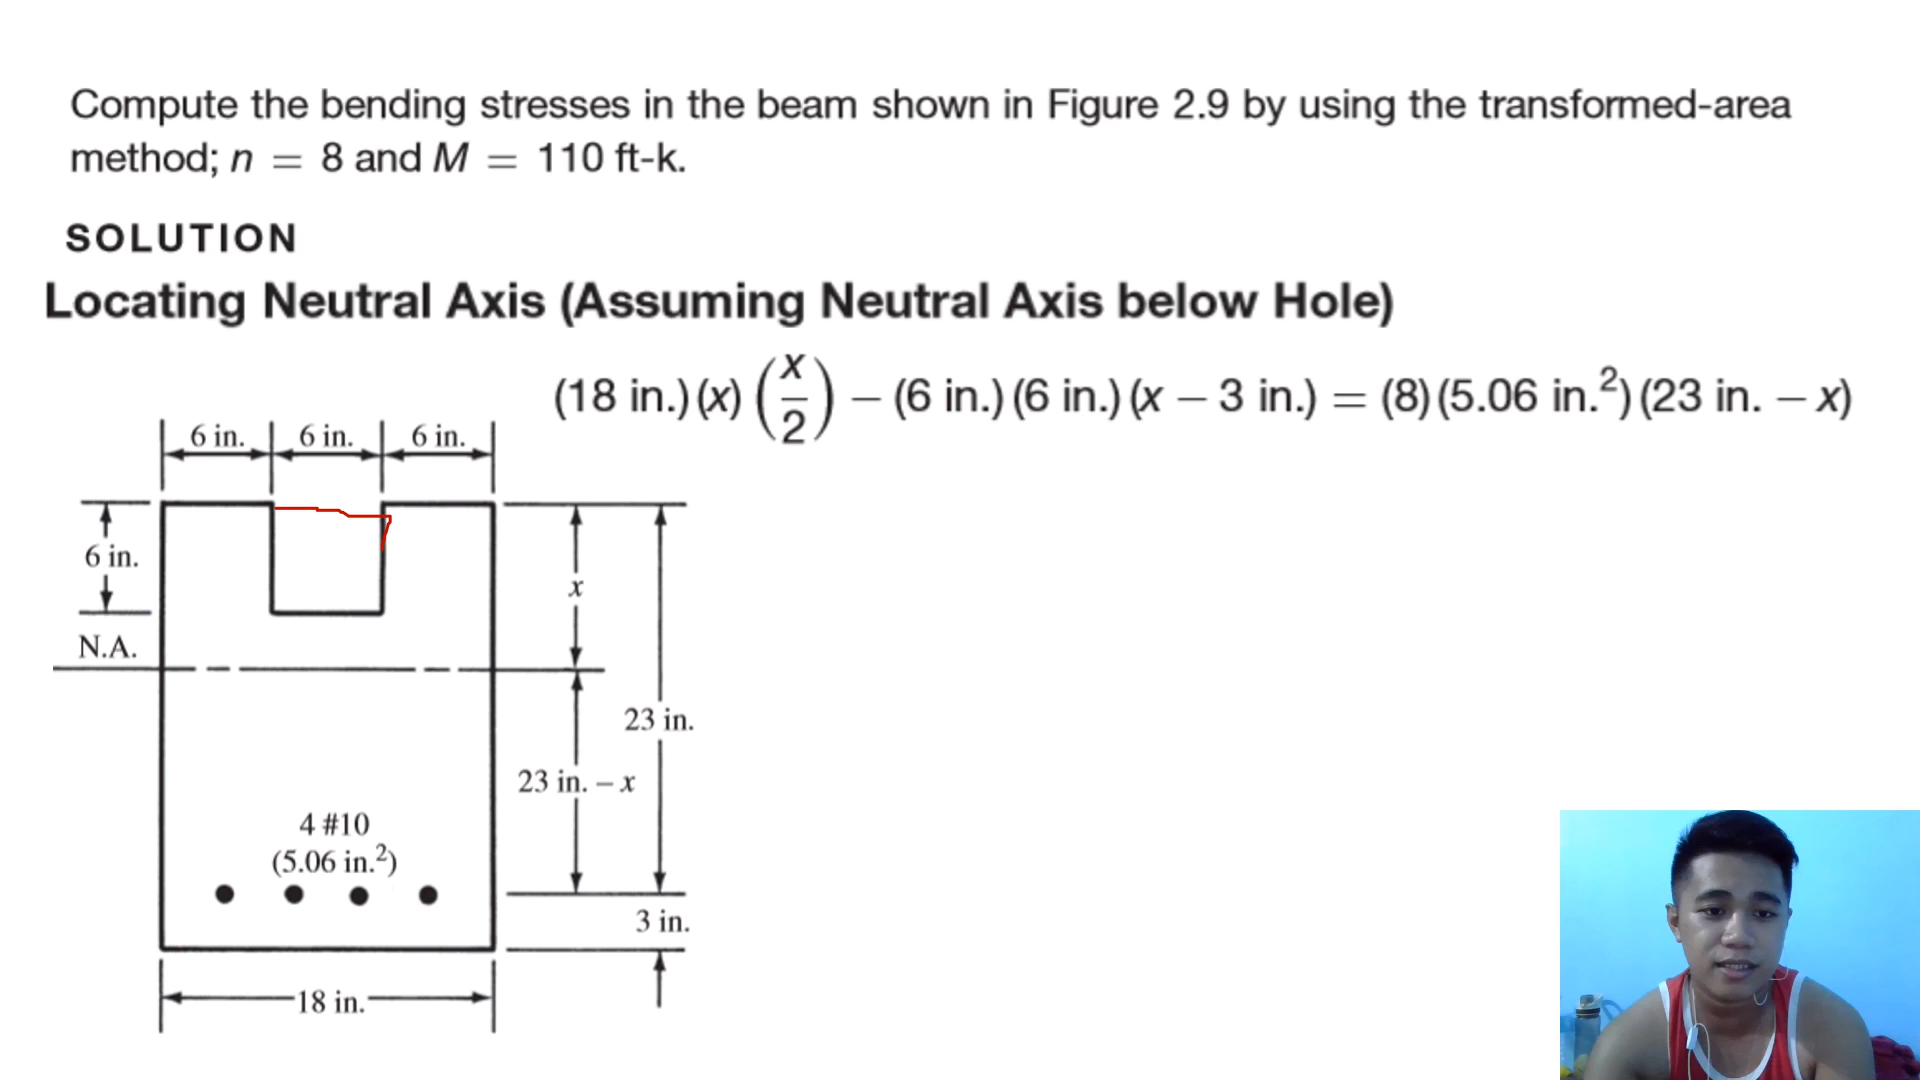 Compute the bending stresses in the beam shown in Figure 2.9 by using the transformed-area
method; n = 8 and M = 110 ft-k.
SOLUTION
Locating Neutral Axis (Assuming Neutral Axis below Hole)
(18 in.)(x)(x/2) – (6 in.)(6 in.)(x – 3 in.) = (8)(5.06 in.²)(23 in. – x)
6 in. 6 in. 6 in.
6 in.
x
N.A.
23 in.
23 in. – x
4 #10
(5.06 in.²)
3 in.
18 in.